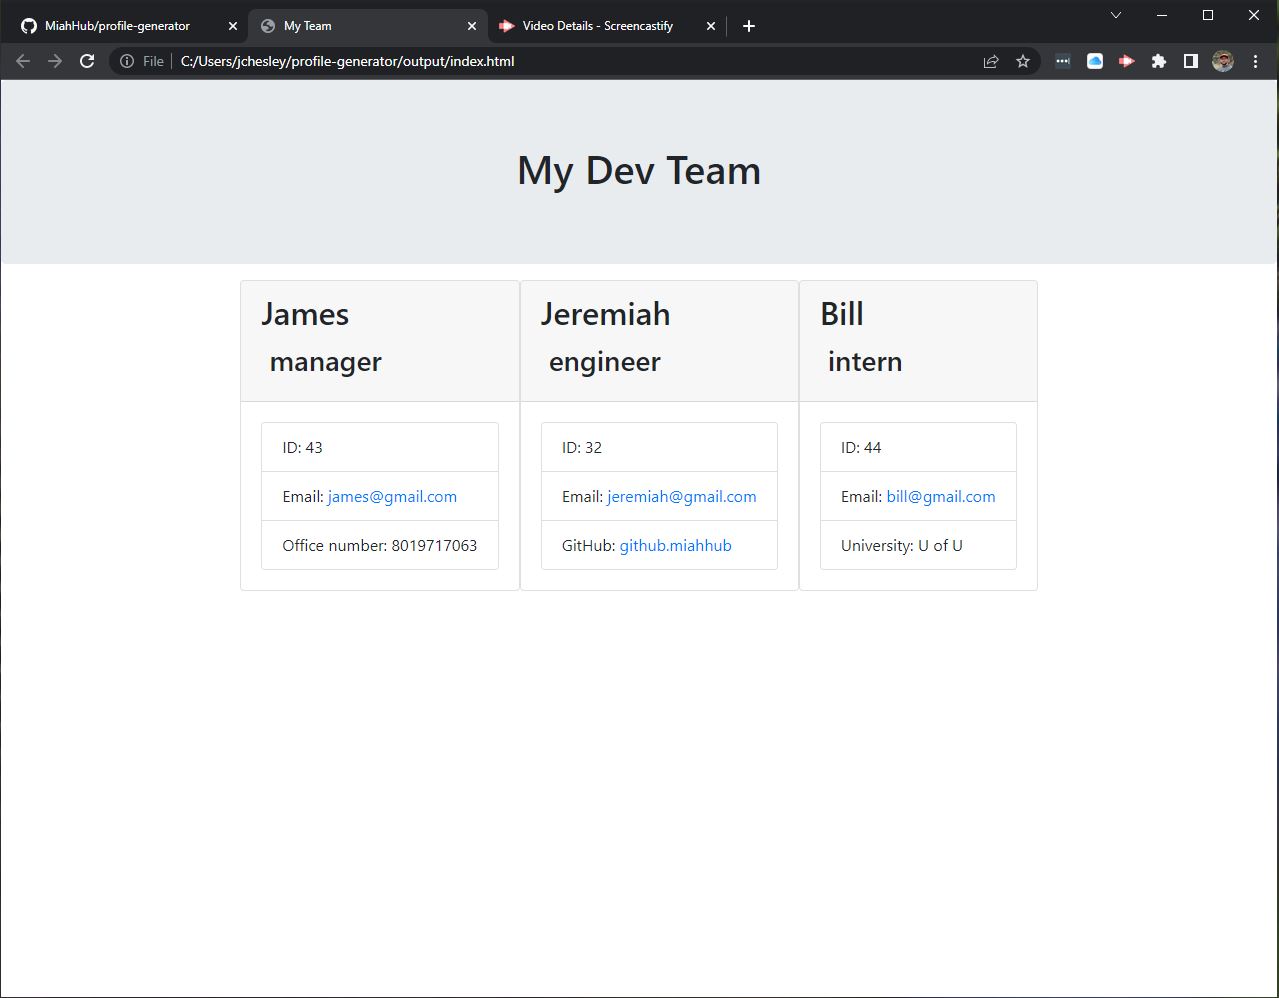 MiahHub/profile-generator
My Team
Video Details - Screencastify
File
C:/Users/jchesley/profile-generator/output/index.html
My Dev Team
James
manager
ID: 43
Email: james@gmail.com
Office number: 8019717063
Jeremiah
engineer
ID: 32
Email: jeremiah@gmail.com
GitHub: github.miahhub
Bill
intern
ID: 44
Email: bill@gmail.com
University: U of U